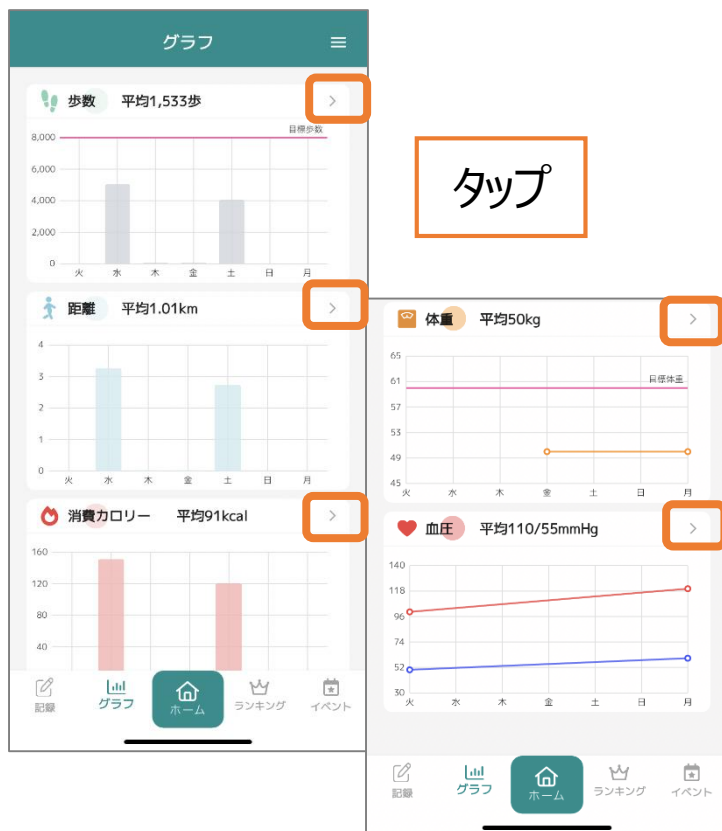 グラフ
歩数 平均1,533歩
目標歩数
8,000
6,000
4,000
2,000
0
火 水 木 金 土 日 月
距離 平均1.01km
4
3
2
1
0
火 水 木 金 土 日 月
消費カロリー 平均91kcal
160
120
80
40
記録 グラフ ホーム ランキング イベント
タップ
体重 平均50kg
65
目標体重
61
57
53
49
45
火 水 木 金 土 日 月
血圧 平均110/55mmHg
140
118
96
74
52
30
火 水 木 金 土 日 月
記録 グラフ ホーム ランキング イベント